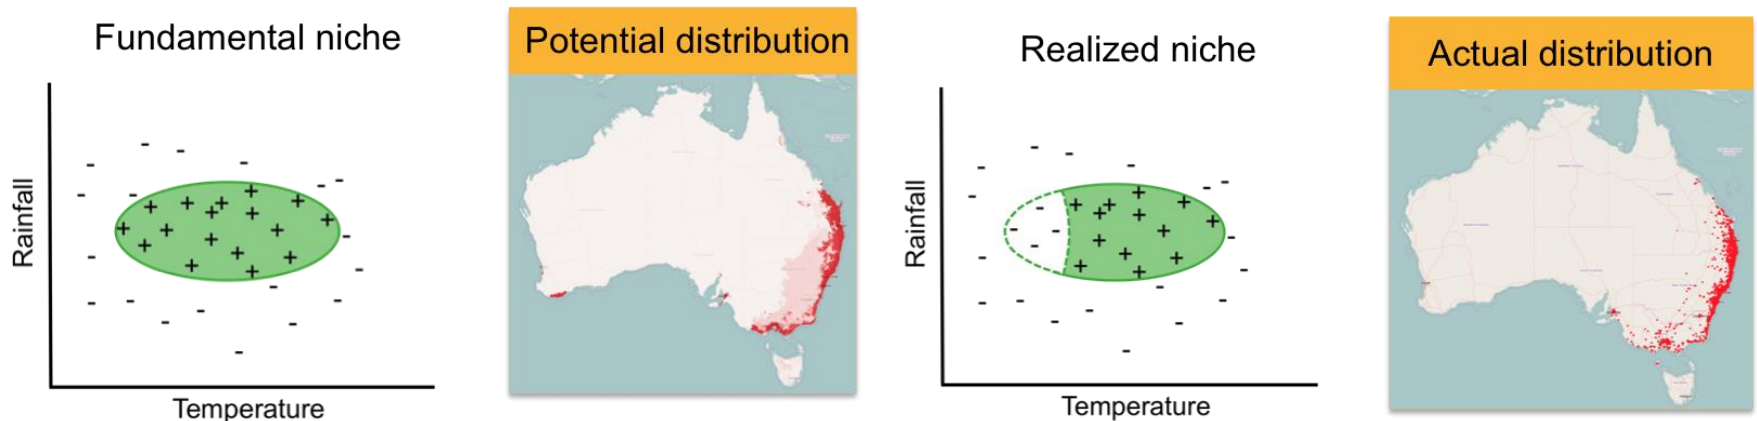 Fundamental niche
Rainfall
Temperature
Potential distribution
Realized niche
Rainfall
Temperature
Actual distribution